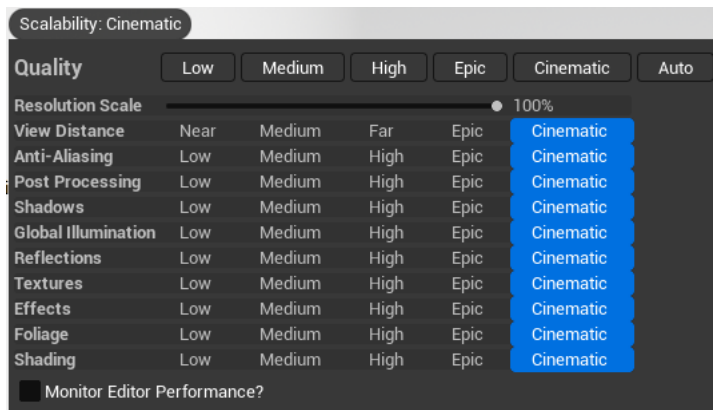 Scalability: Cinematic
Quality Low Medium High Epic Cinematic Auto
Resolution Scale 100%
View Distance Near Medium Far Epic Cinematic
Anti-Aliasing Low Medium High Epic Cinematic
Post Processing Low Medium High Epic Cinematic
Shadows Low Medium High Epic Cinematic
Global Illumination Low Medium High Epic Cinematic
Reflections Low Medium High Epic Cinematic
Textures Low Medium High Epic Cinematic
Effects Low Medium High Epic Cinematic
Foliage Low Medium High Epic Cinematic
Shading Low Medium High Epic Cinematic
Monitor Editor Performance?